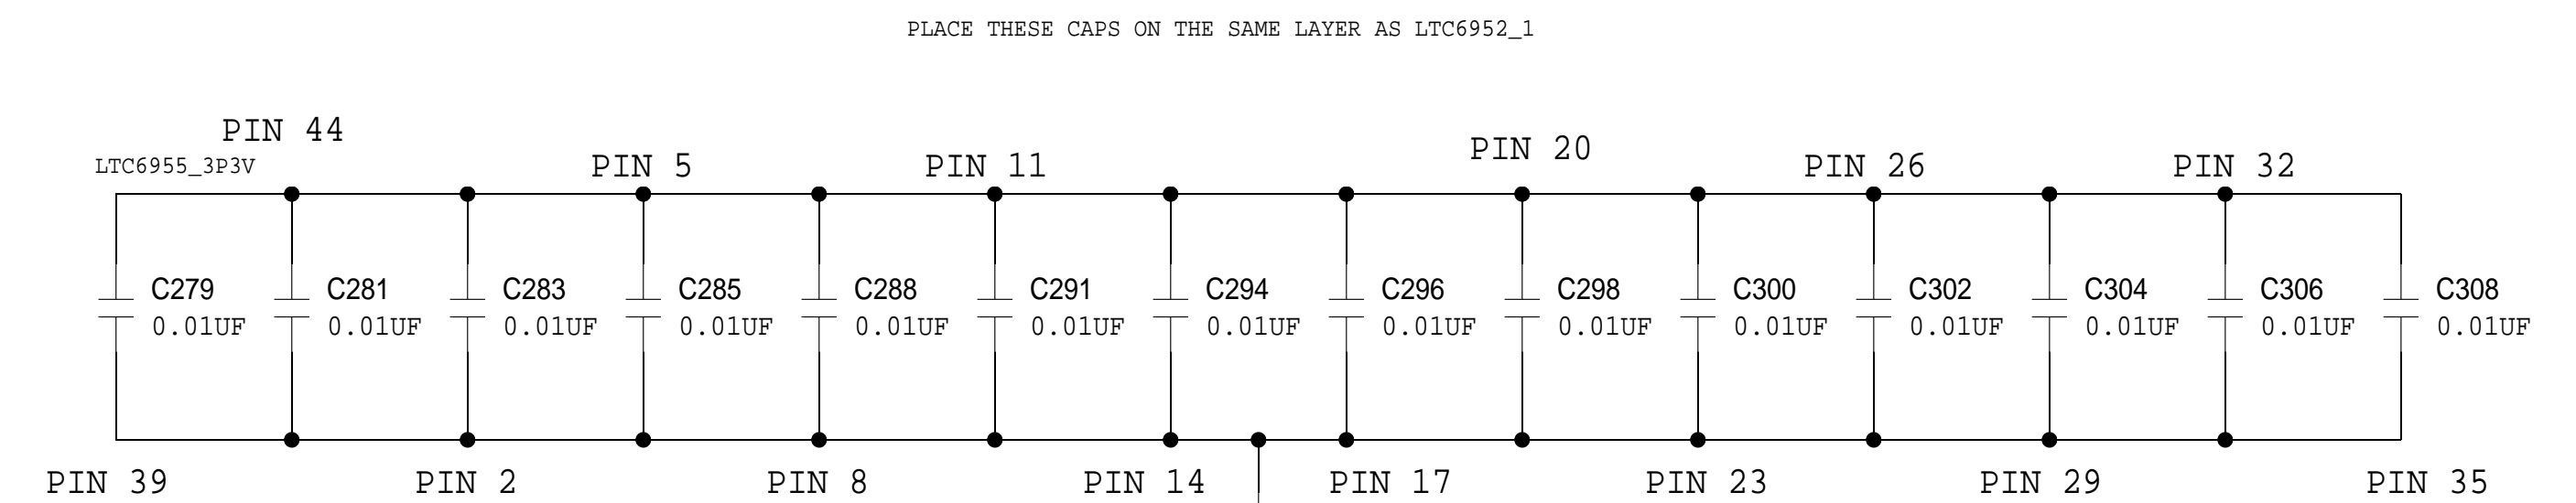 PLACE THESE CAPS ON THE SAME LAYER AS LTC6952_1
PIN 44
PIN 20
LTC6955_3P3V
PIN 5
PIN 11
PIN 26
PIN 32
C279
0.01UF
C281
0.01UF
C283
0.01UF
C285
0.01UF
C288
0.01UF
C291
0.01UF
C294
0.01UF
C296
0.01UF
C298
0.01UF
C300
0.01UF
C302
0.01UF
C304
0.01UF
C306
0.01UF
C308
0.01UF
PIN 39
PIN 2
PIN 8
PIN 14
PIN 17
PIN 23
PIN 29
PIN 35